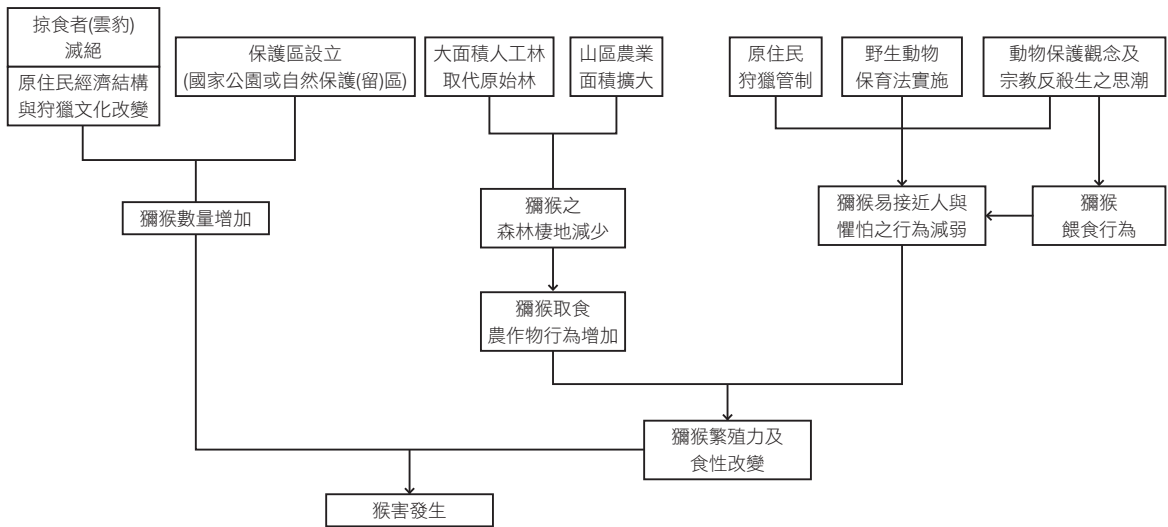 掠食者(雲豹)
滅絕
原住民經濟結構
與狩獵文化改變
保護區設立
(國家公園或自然保護(留)區)
大面積人工林
取代原始林
山區農業
面積擴大
原住民
狩獵管制
野生動物
保育法實施
動物保護觀念及
宗教反殺生之思潮
獼猴數量增加
獼猴之
森林棲地減少
獼猴易接近人與
懼怕之行為減弱
獼猴
餵食行為
獼猴取食
農作物行為增加
獼猴繁殖力及
食性改變
猴害發生